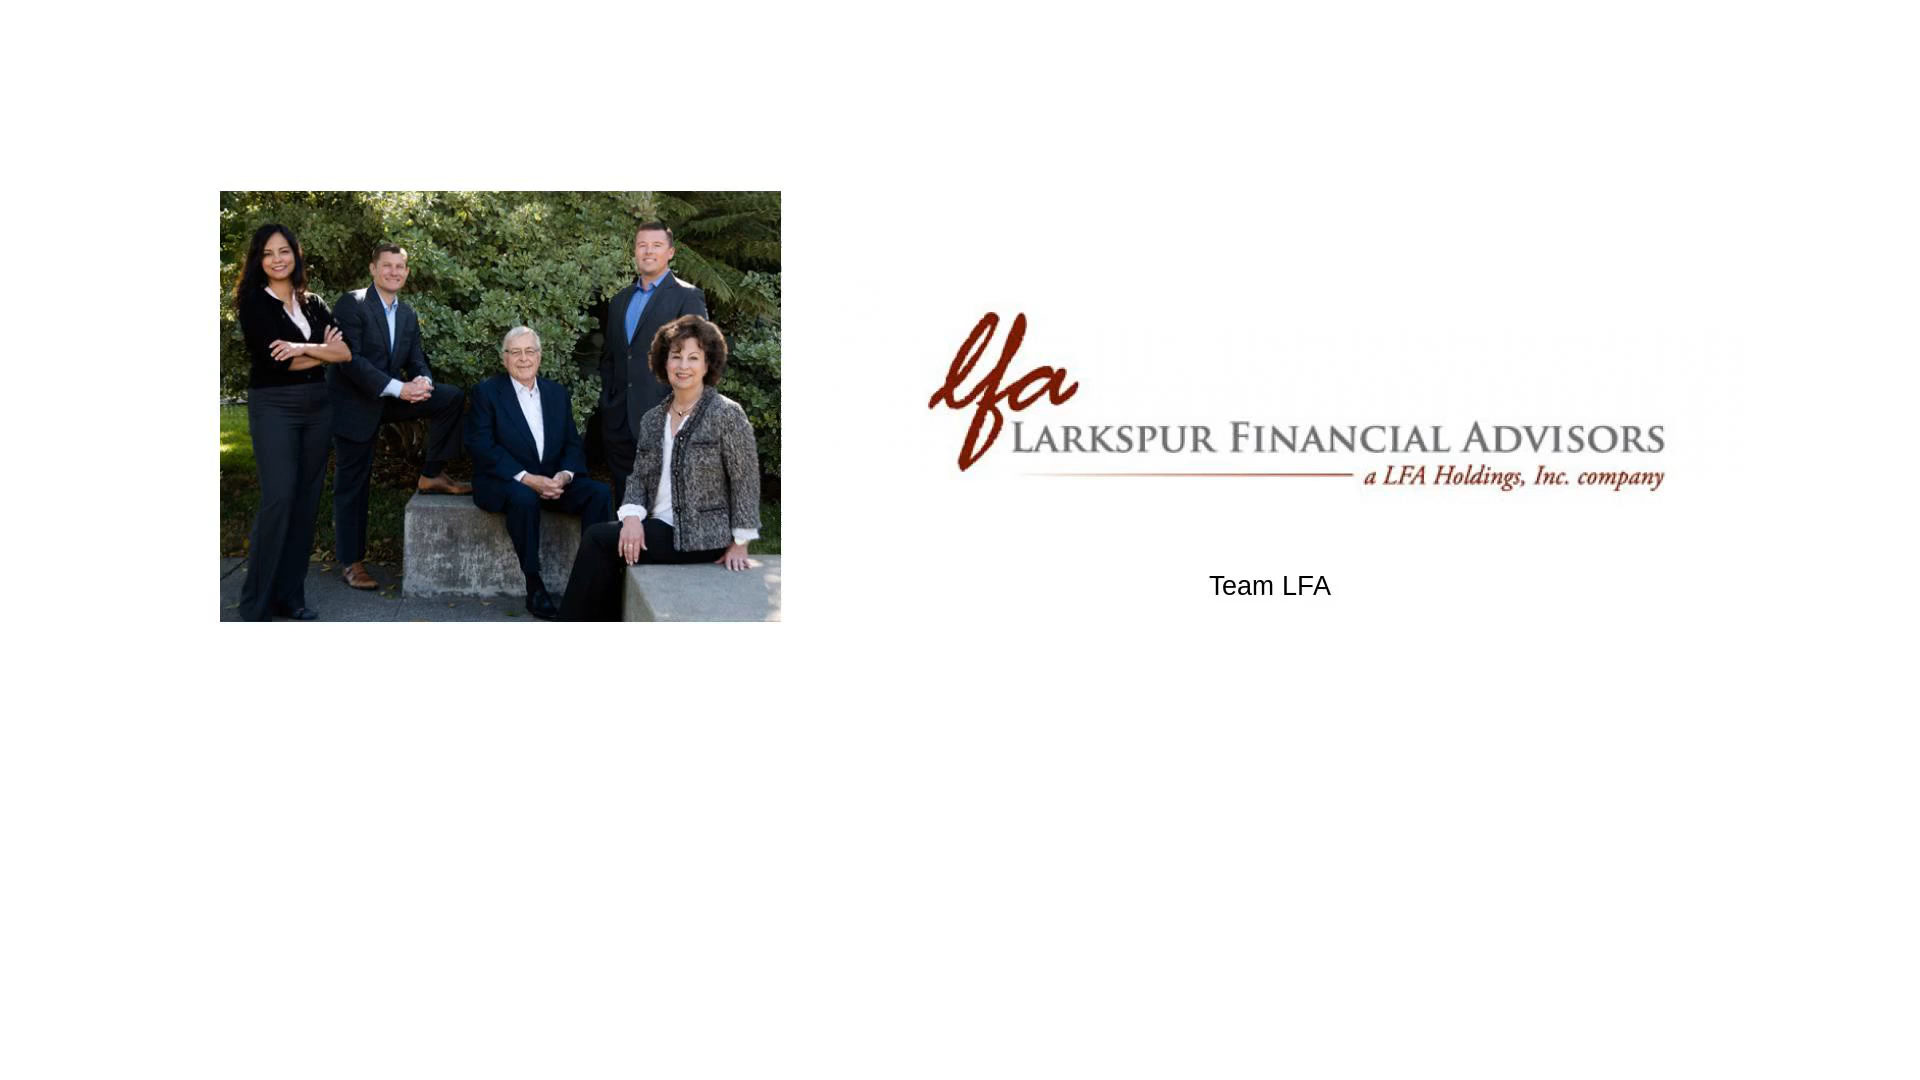 lfa
LARKSPUR FINANCIAL ADVISORS
a LFA Holdings, Inc. company
Team LFA